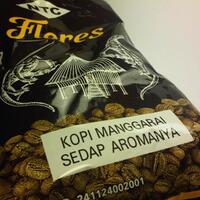 NTC
Flores
KOPI MANGGARAI
SEDAP AROMANYA
241124002001